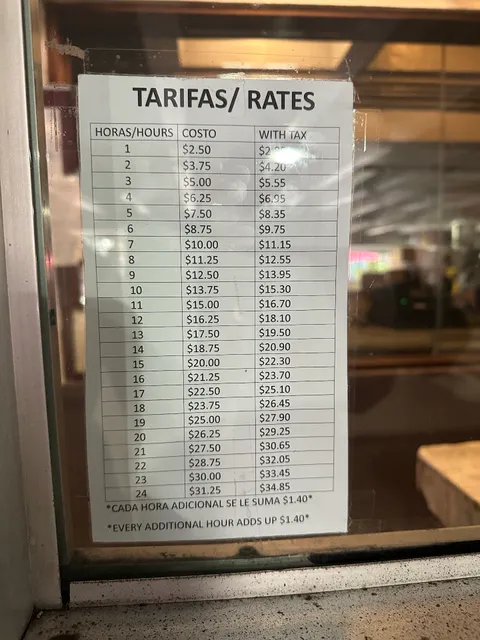 TARIFAS/ RATES
HORAS/HOURS COSTO WITH TAX
1 $2.50
2 $3.75 $4.20
3 $5.00 $5.55
4 $6.25 $6.95
5 $7.50 $8.35
6 $8.75 $9.75
7 $10.00 $11.15
8 $11.25 $12.55
9 $12.50 $13.95
10 $13.75 $15.30
11 $15.00 $16.70
12 $16.25 $18.10
13 $17.50 $19.50
14 $18.75 $20.90
15 $20.00 $22.30
16 $21.25 $23.70
17 $22.50 $25.10
18 $23.75 $26.45
19 $25.00 $27.90
20 $26.25 $29.25
21 $27.50 $30.65
22 $28.75 $32.05
23 $30.00 $33.45
24 $31.25 $34.85
*CADA HORA ADICIONAL SE LE SUMA $1.40*
*EVERY ADDITIONAL HOUR ADDS UP $1.40*